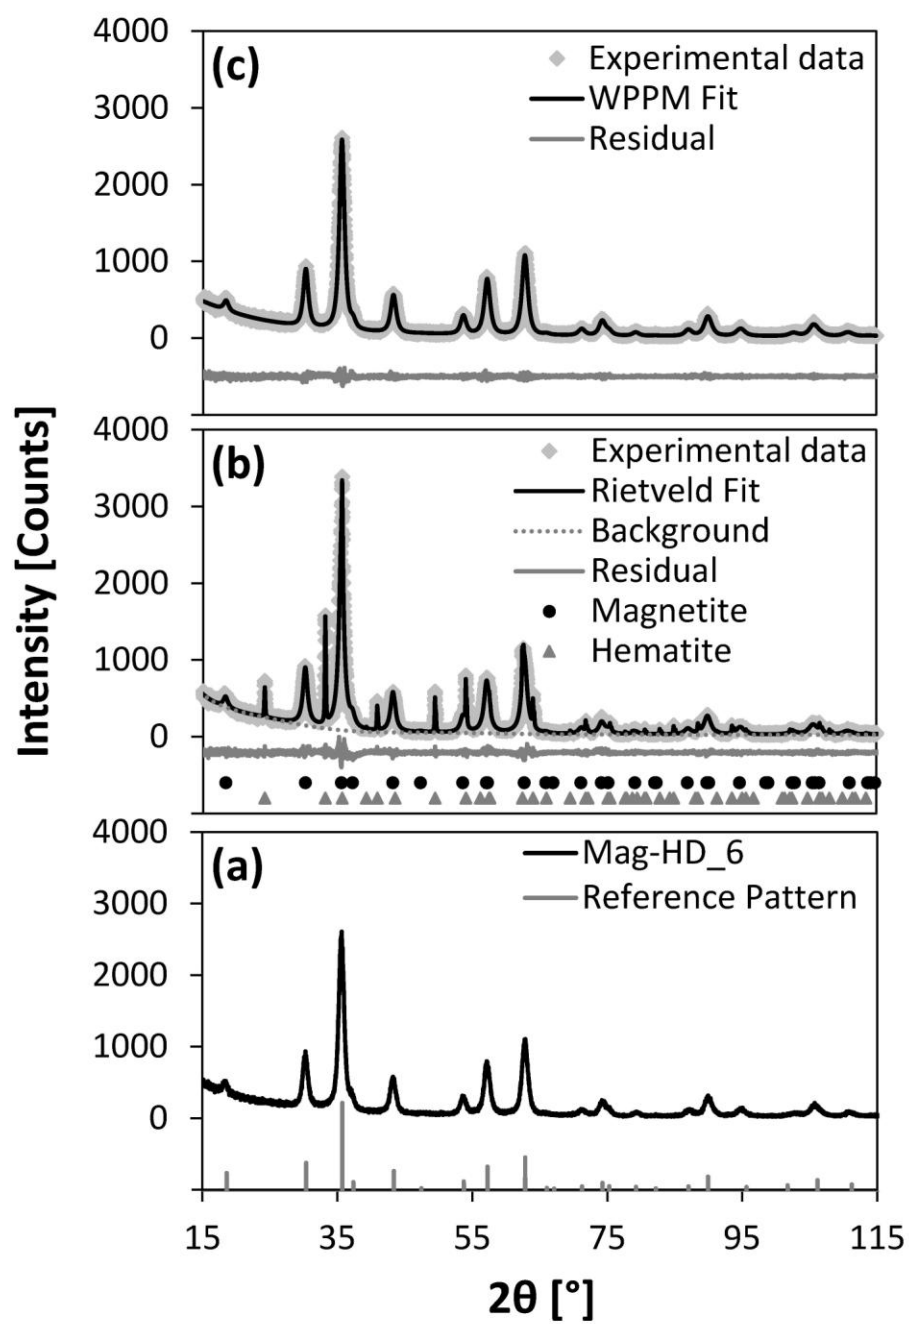 4000
3000
2000
1000
0
(c)
Experimental data
WPPM Fit
Residual
Intensity [Counts]
4000
3000
2000
1000
0
(b)
Experimental data
Rietveld Fit
Background
Residual
Magnetite
Hematite
4000
3000
2000
1000
0
(a)
Mag-HD_6
Reference Pattern
15 35 55 75 95 115
2θ [°]